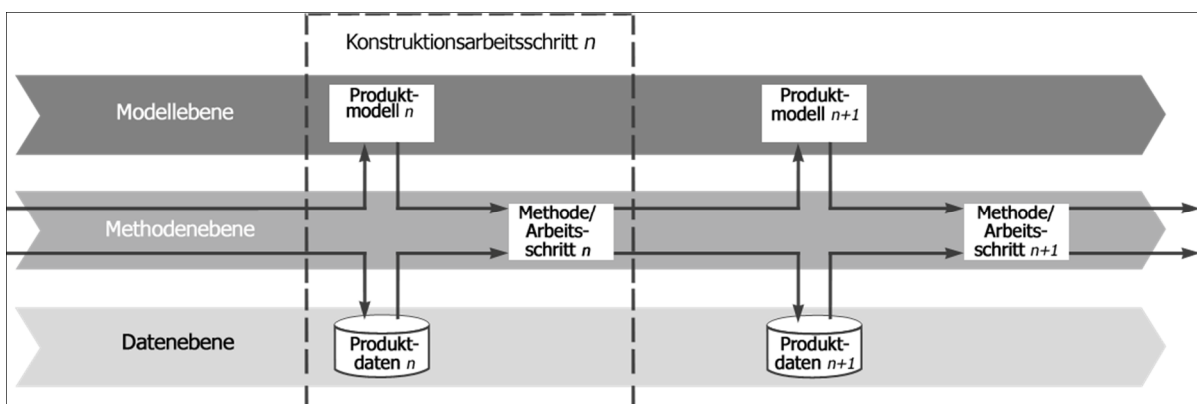 Konstruktionsarbeitsschritt n
Modellebene
Produkt-
modell n
Produkt-
modell n+1
Methodenebene
Methode/
Arbeits-
schritt n
Methode/
Arbeits-
schritt n+1
Datenebene
Produkt-
daten n
Produkt-
daten n+1